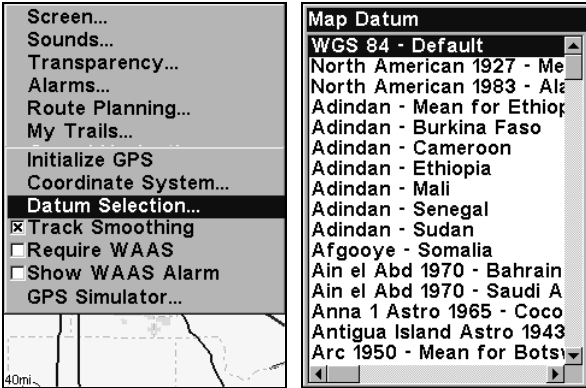 Screen...
Sounds...
Transparency...
Alarms...
Route Planning...
My Trails...
Initialize GPS
Coordinate System...
Datum Selection...
Track Smoothing
Require WAAS
Show WAAS Alarm
GPS Simulator...
40mi
Map Datum
WGS 84 - Default
North American 1927 - Me
North American 1983 - Ala
Adindan - Mean for Ethiop
Adindan - Burkina Faso
Adindan - Cameroon
Adindan - Ethiopia
Adindan - Mali
Adindan - Senegal
Adindan - Sudan
Afgooye - Somalia
Ain el Abd 1970 - Bahrain
Ain el Abd 1970 - Saudi A
Anna 1 Astro 1965 - Coco
Antigua Island Astro 1943
Arc 1950 - Mean for Botsw